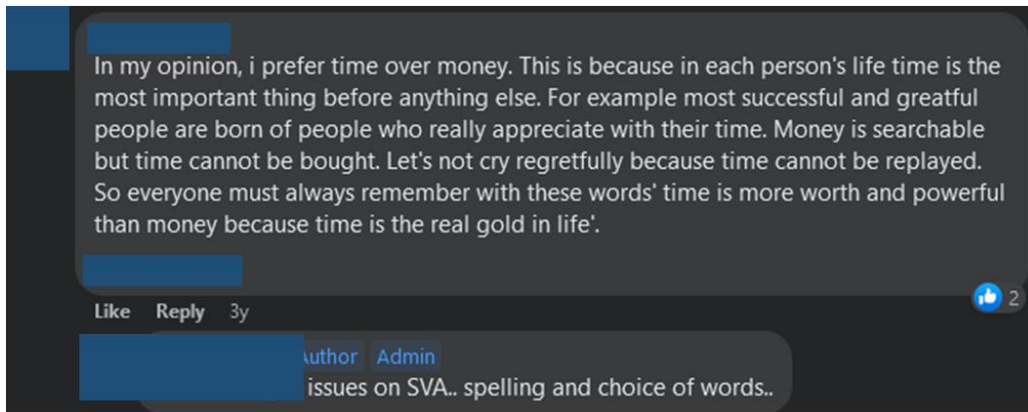 In my opinion, i prefer time over money. This is because in each person's life time is the
most important thing before anything else. For example most successful and greatful
people are born of people who really appreciate with their time. Money is searchable
but time cannot be bought. Let's not cry regretfully because time cannot be replayed.
So everyone must always remember with these words' time is more worth and powerful
than money because time is the real gold in life'.
2
Like Reply 3y
Author Admin
issues on SVA.. spelling and choice of words..